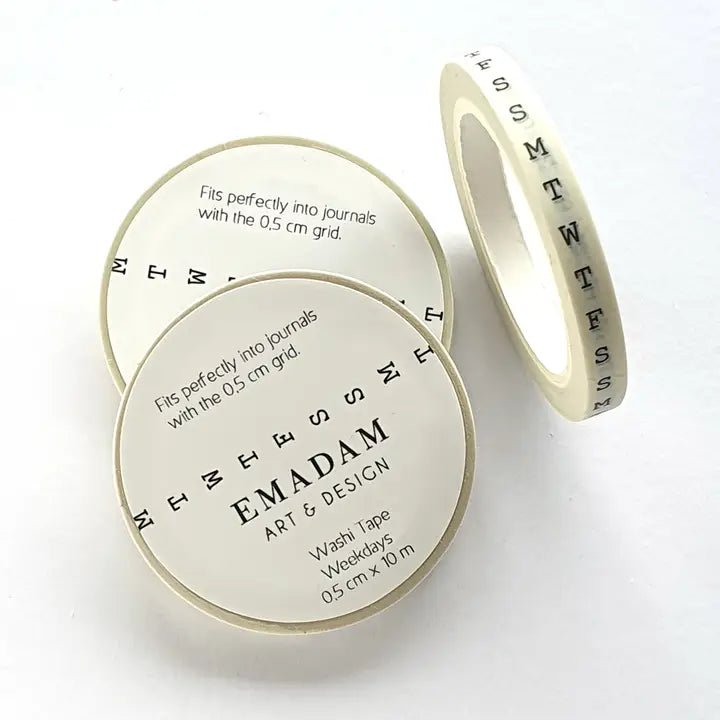 E S S M T W T E S S M
Fits perfectly into journals
with the 0,5 cm grid.
M T W T
Fits perfectly into journals
with the 0,5 cm grid.
M T W T E S S M T
EMADAM
ART & DESIGN
Washi Tape
Weekdays
0,5 cm x 10 m